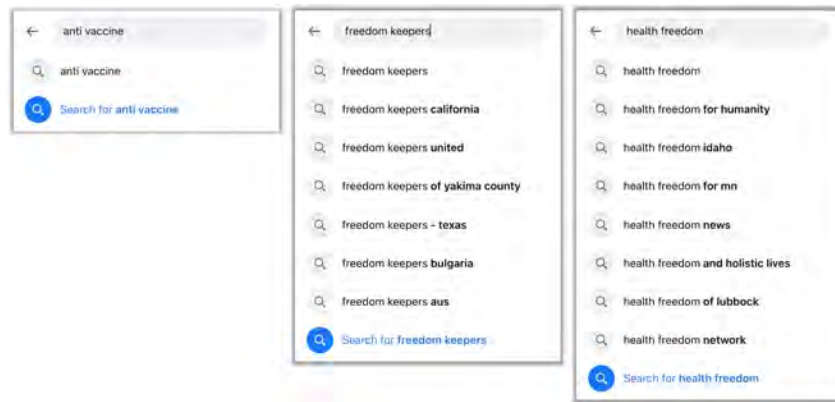 anti vaccine
anti vaccine
Search for anti vaccine
freedom keepers
freedom keepers
freedom keepers california
freedom keepers united
freedom keepers of yakima county
freedom keepers - texas
freedom keepers bulgaria
freedom keepers aus
Search for freedom keepers
health freedom
health freedom
health freedom for humanity
health freedom idaho
health freedom for mn
health freedom news
health freedom and holistic lives
health freedom of lubbock
health freedom network
Search for health freedom